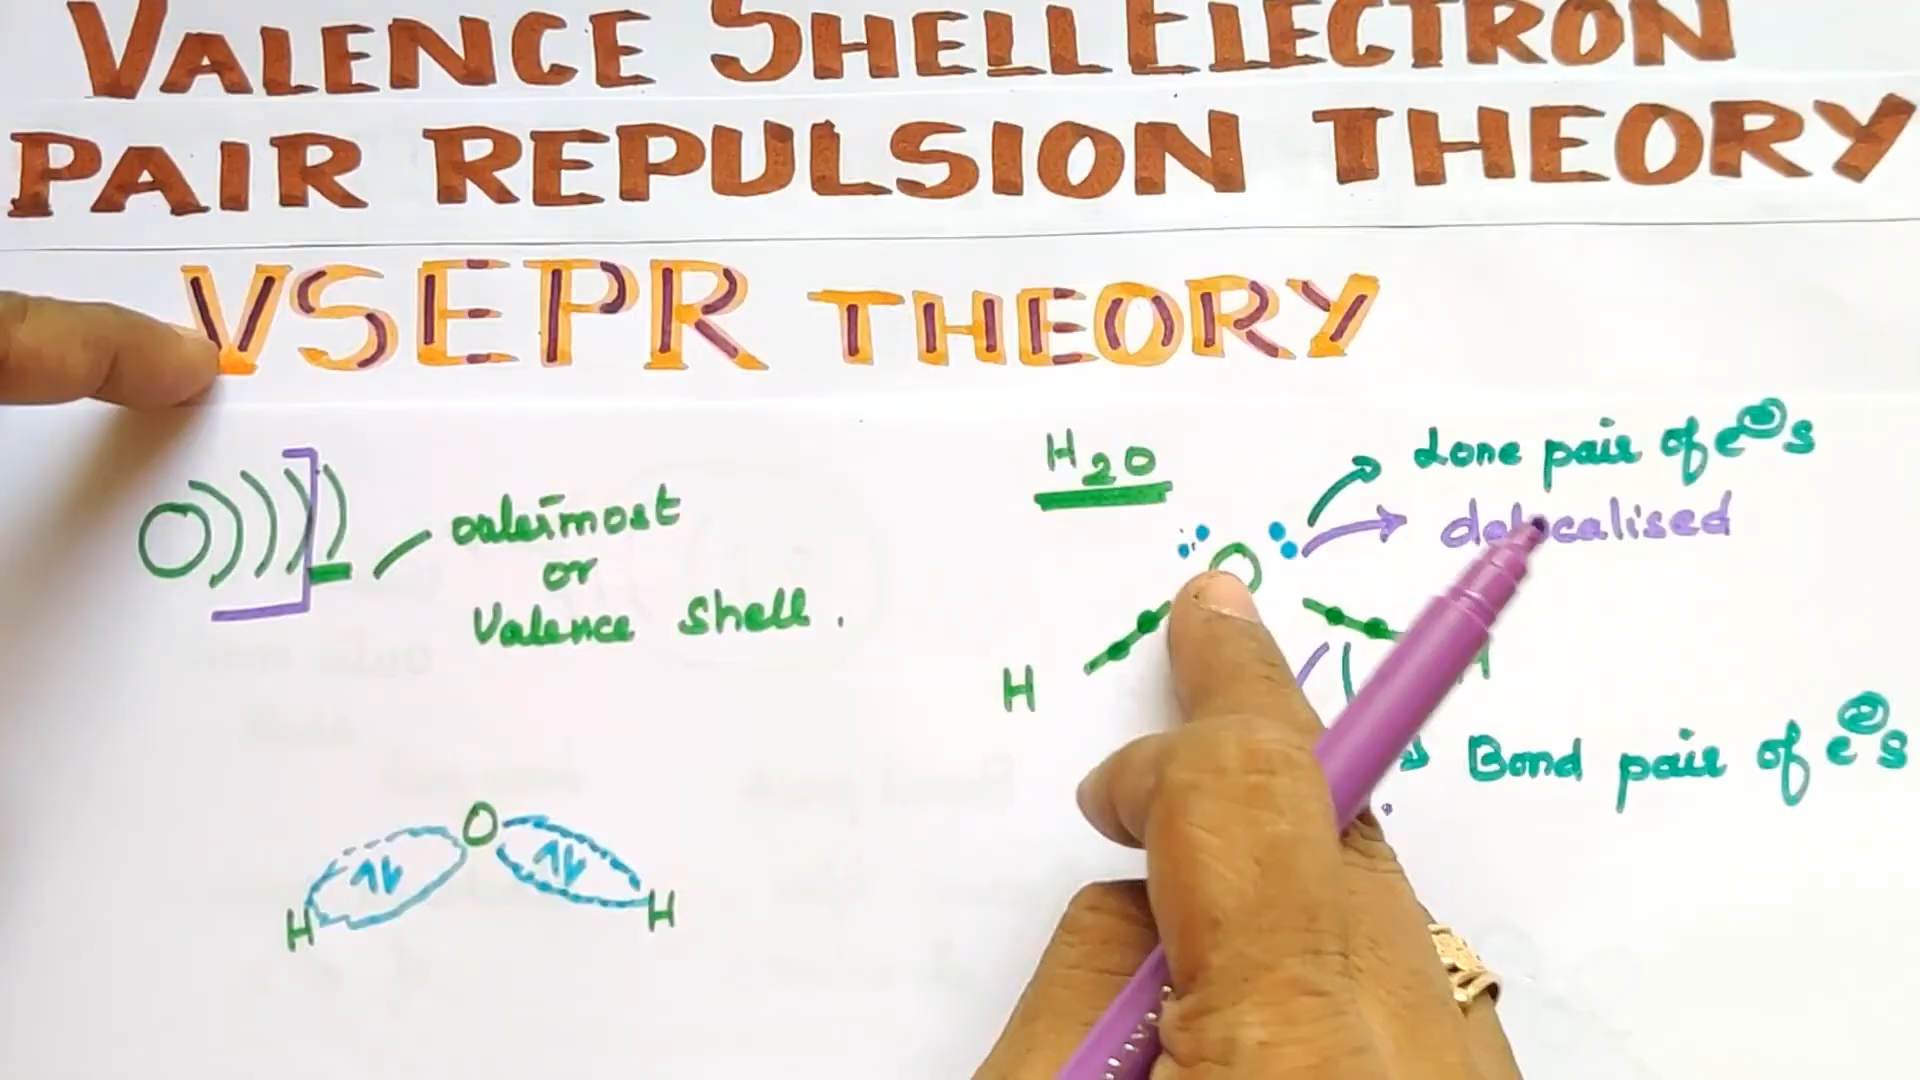 VALENCE SHELL ELECTRON
PAIR REPULSION THEORY
VSEPR THEORY
outermost
or
Valence shell.
H2O
Lone pair of e⊖s
delocalised
O
H
H
Bond pair of e⊖s
O
H
H